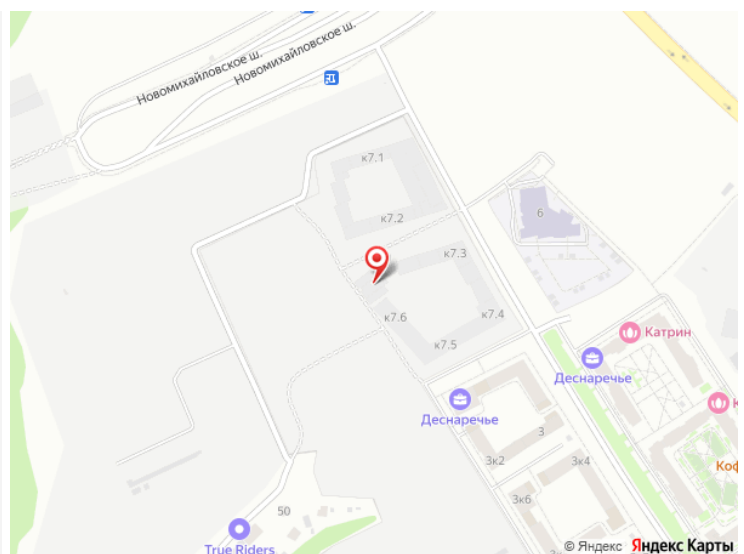 Новомихайловское ш.
Новомихайловское ш.
к7.1
к7.2
6
к7.3
к7.6
к7.4
к7.5
Катрин
Деснаречье
Деснаречье
К
3
3к2
3к4
Коф
3к6
50
True Riders
© Яндекс Яндекс Карты